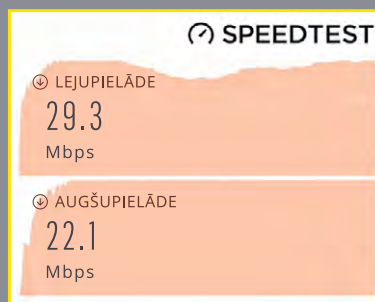 SPEEDTEST
LEJUPIELĀDE
29.3
Mbps
AUGŠUPIELĀDE
22.1
Mbps